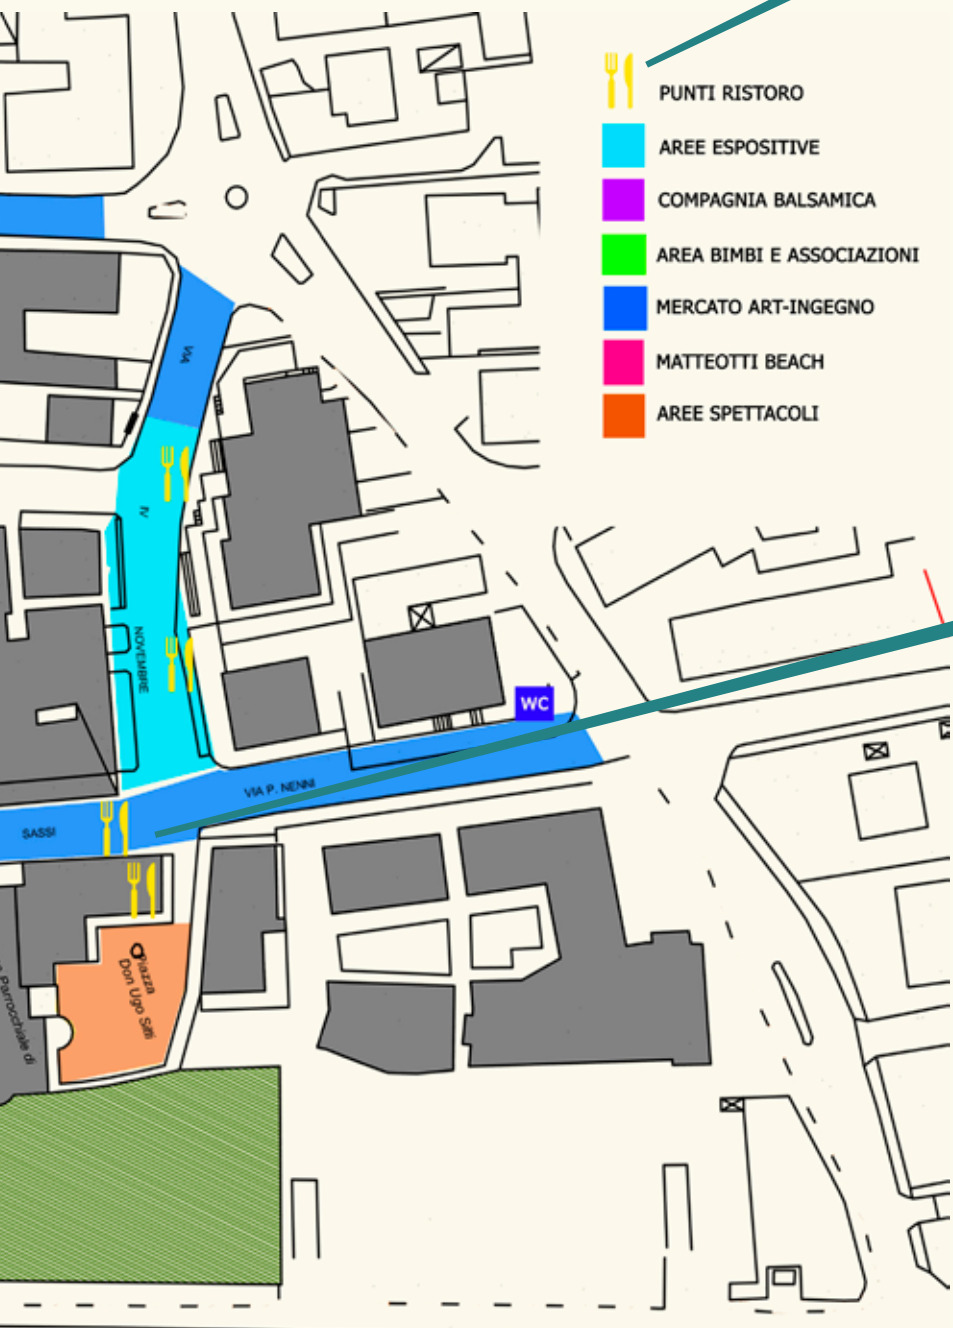 PUNTI RISTORO
AREE ESPOSITIVE
COMPAGNIA BALSAMICA
AREA BIMBI E ASSOCIAZIONI
MERCATO ART-INGEGNO
MATTEOTTI BEACH
AREE SPETTACOLI
VIA
IV
NOVEMBRE
WC
VIA P. NENNI
SASSI
Piazza
Don Ugo Sitti
Parrocchiale di